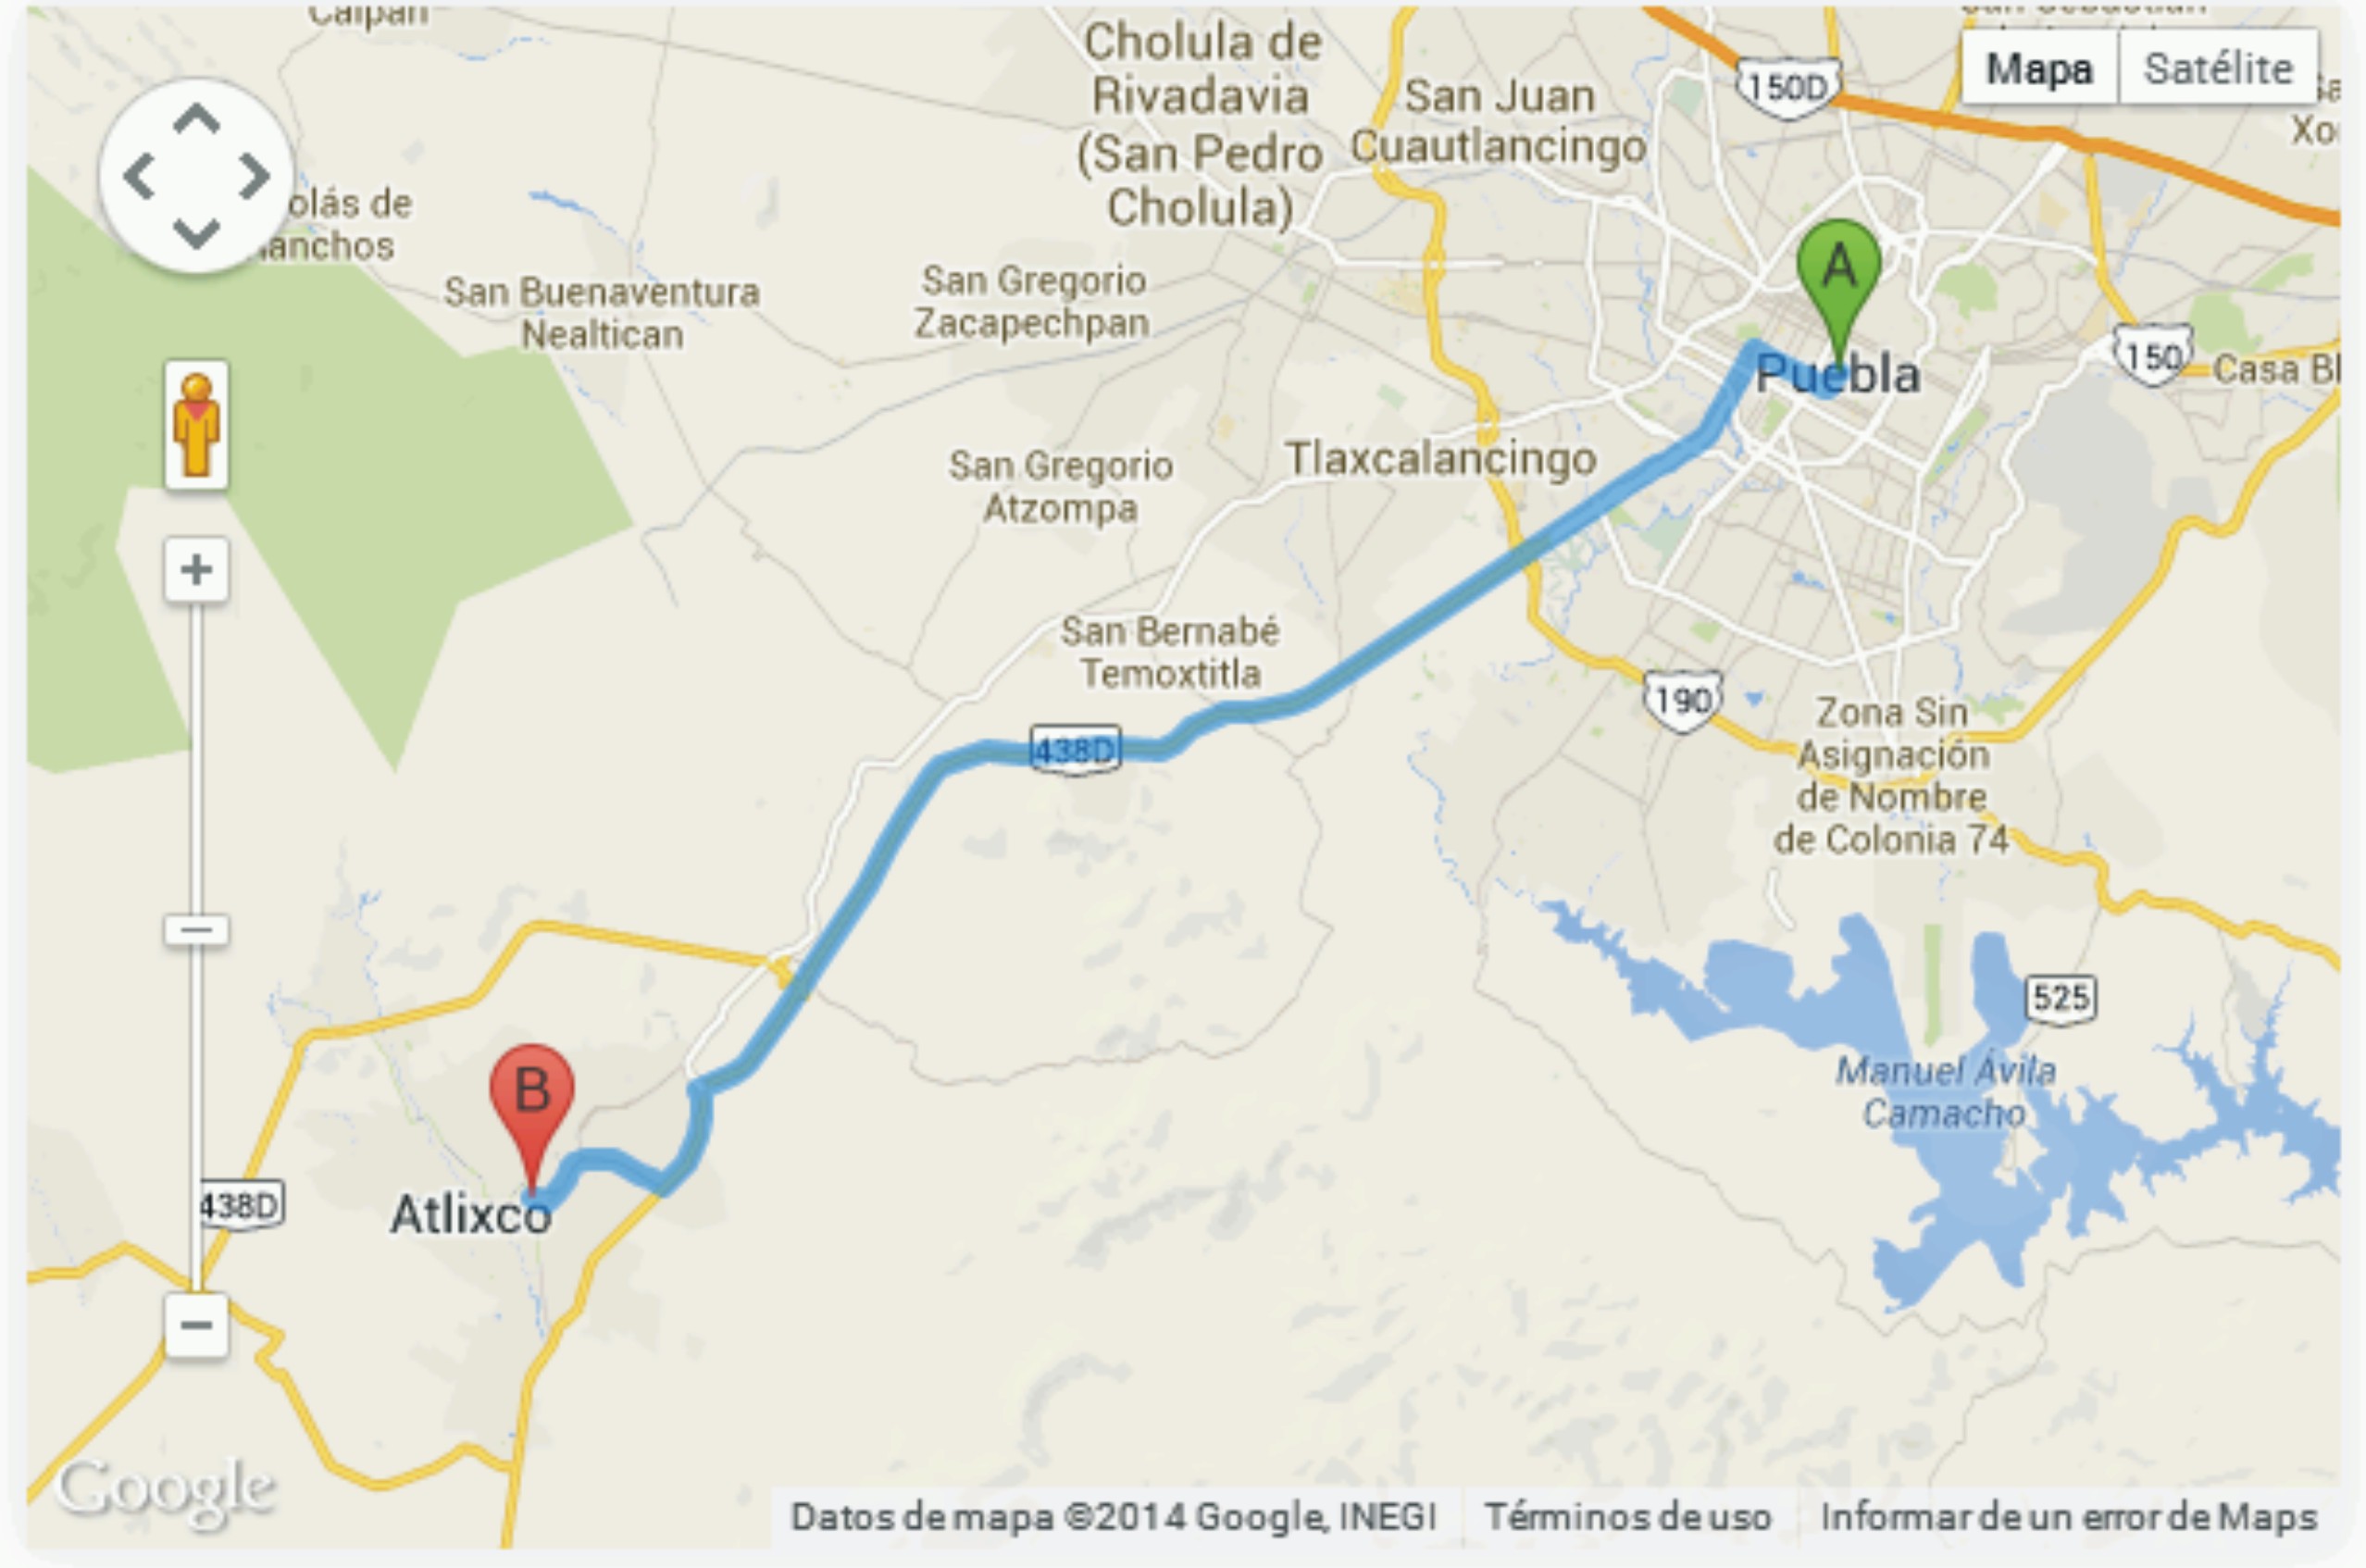 Calpan
Cholula de
Rivadavia
(San Pedro
Cholula)
San Juan
Cuautlancingo
150D
Mapa
Satélite
Xo
olás de
anchos
San Buenaventura
Nealtican
San Gregorio
Zacapechpan
A
Puebla
150
Casa Bl
San Gregorio
Atzompa
Tlaxcalancingo
+
San Bernabé
Temoxtitla
190
438D
Zona Sin
Asignación
de Nombre
de Colonia 74
525
Manuel Ávila
Camacho
B
Atlixco
438D
Google
Datos de mapa ©2014 Google, INEGI
Términos de uso
Informar de un error de Maps